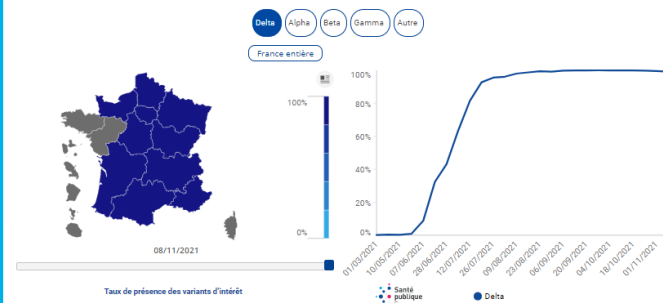 Delta
Alpha
Beta
Gamma
Autre
France entière
100%
0%
08/11/2021
Taux de présence des variants d'intérêt
100%
80%
60%
40%
20%
0%
01/03/2021
10/05/2021
07/06/2021
28/06/2021
12/07/2021
26/07/2021
09/08/2021
23/08/2021
06/09/2021
20/09/2021
04/10/2021
18/10/2021
01/11/2021
Santé
publique
Delta